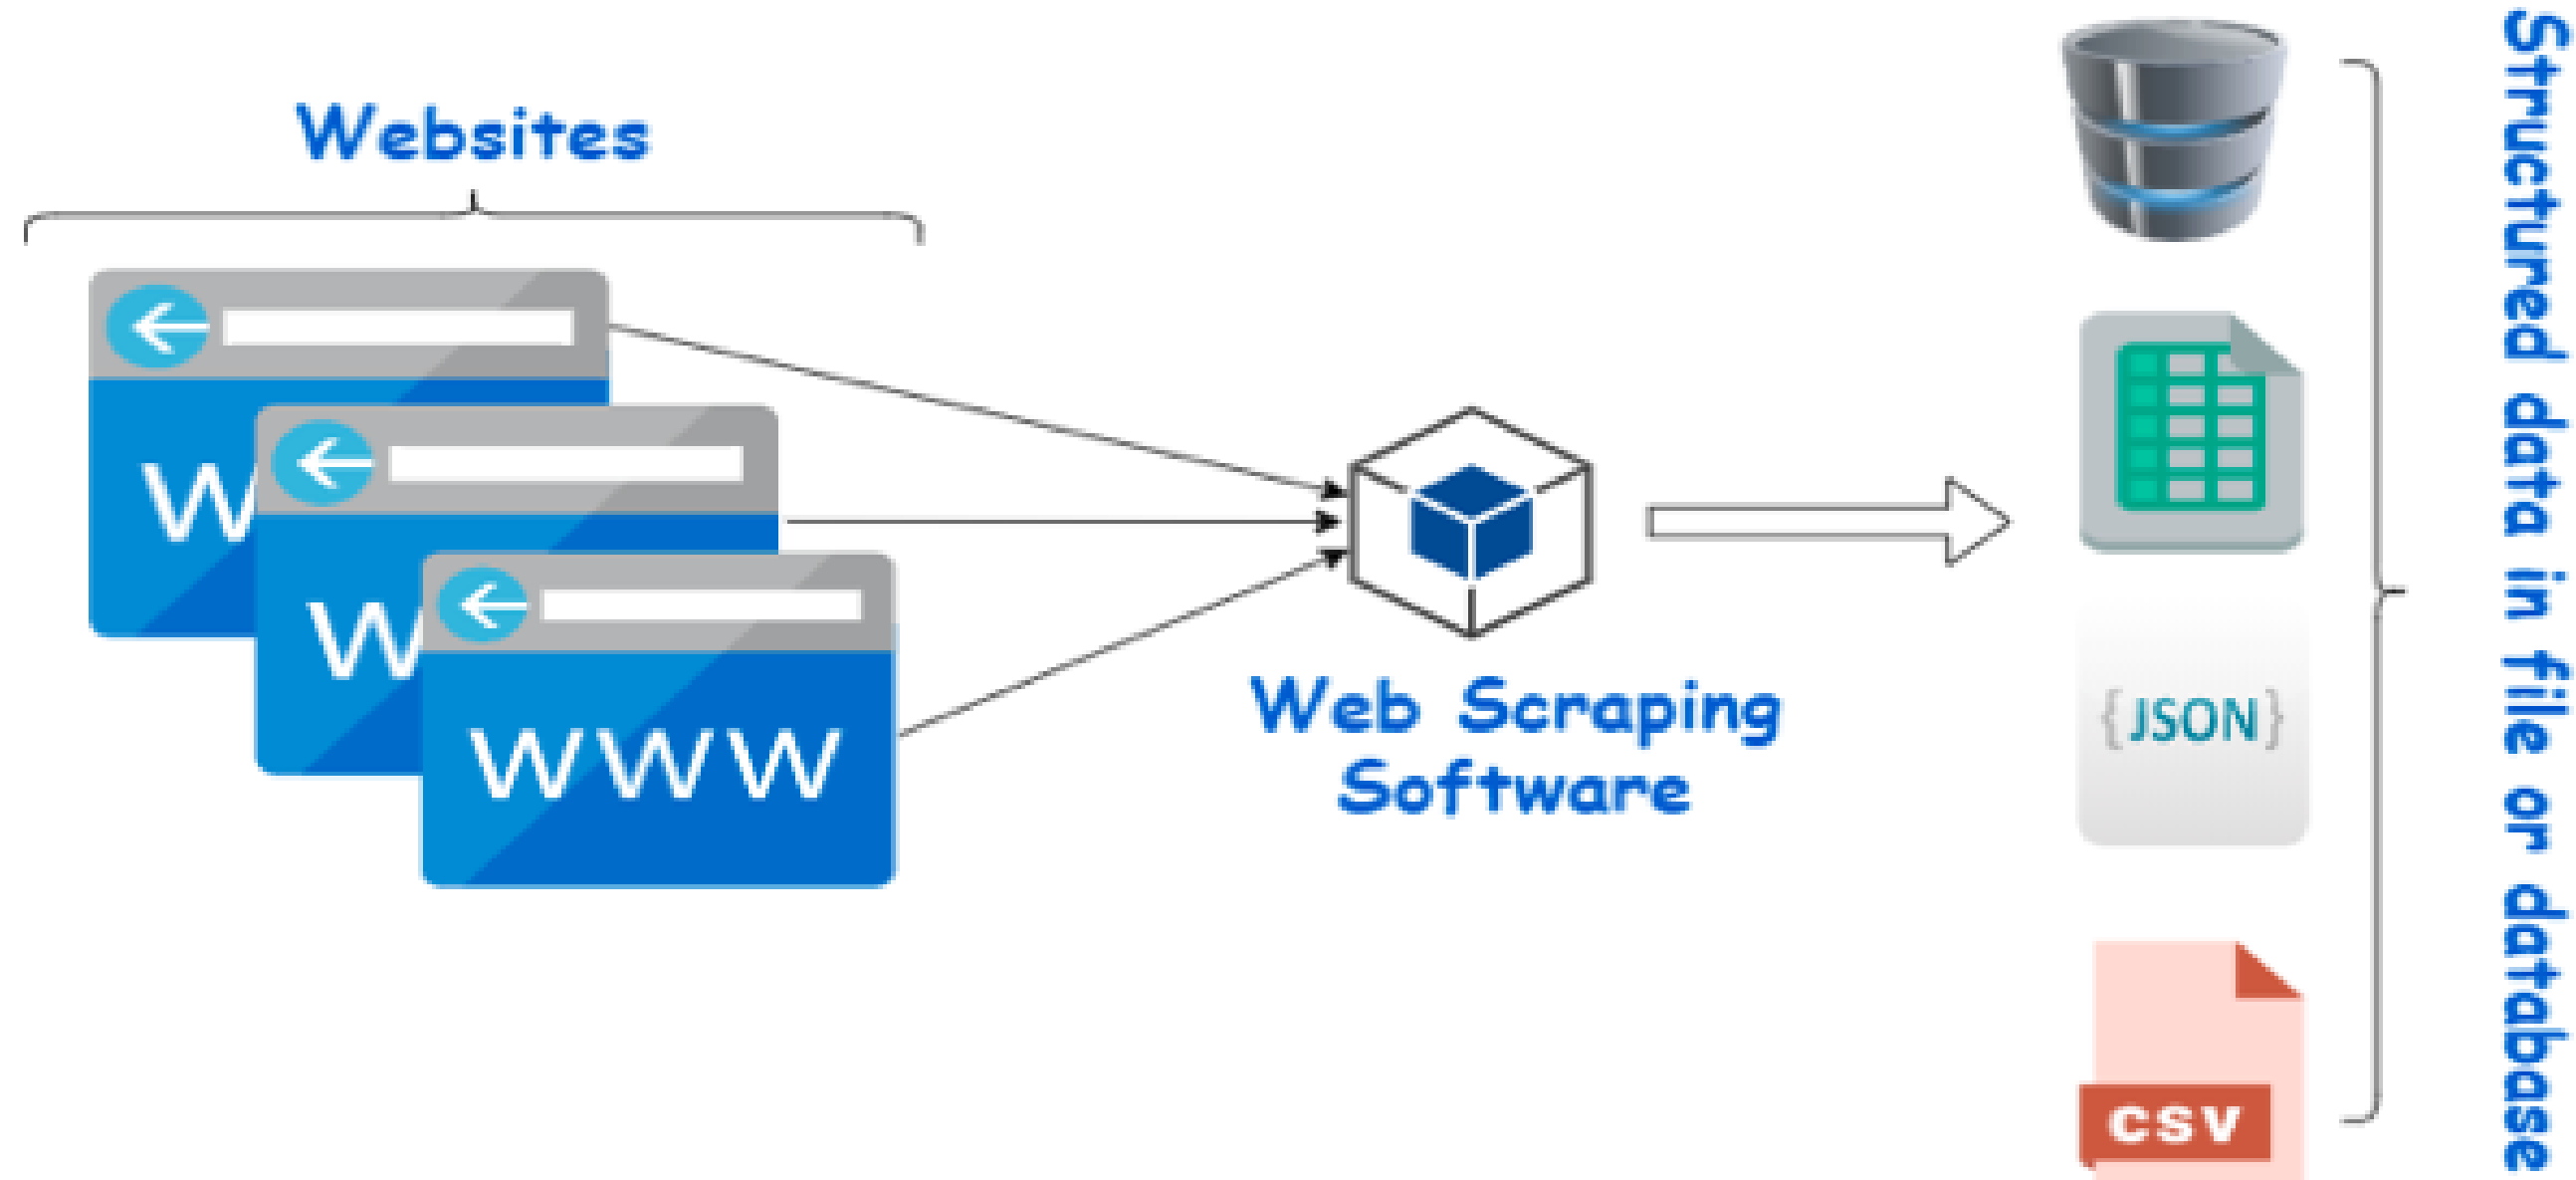 Websites
W
W
WWW
Web Scraping
Software
{JSON}
CSV
Structured data in file or database